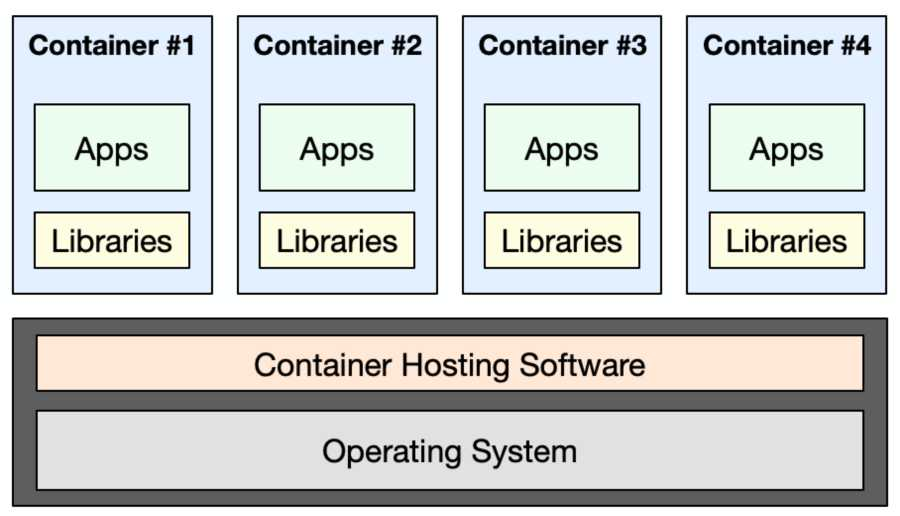 Container #1
Container #2
Container #3
Container #4
Apps
Apps
Apps
Apps
Libraries
Libraries
Libraries
Libraries
Container Hosting Software
Operating System